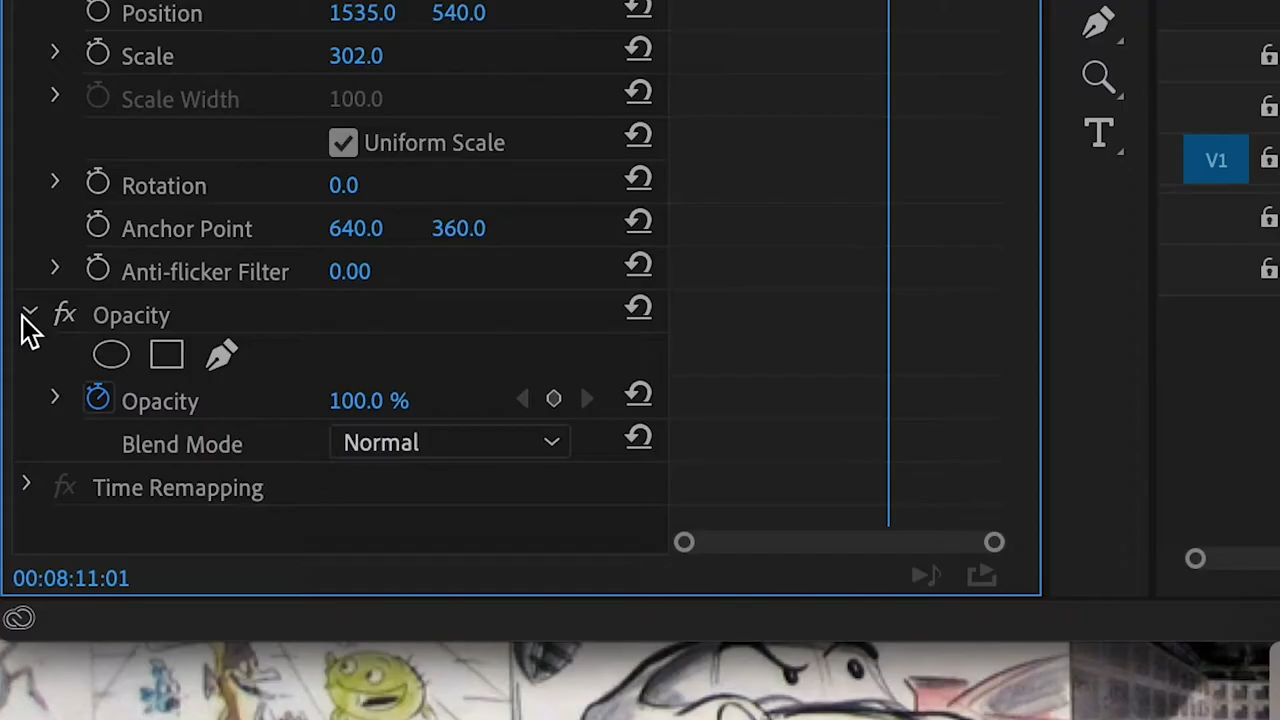 Position 1535.0 540.0
Scale 302.0
Scale Width 100.0
Uniform Scale
Rotation 0.0
Anchor Point 640.0 360.0
Anti-flicker Filter 0.00
fx Opacity
Opacity 100.0 %
Blend Mode Normal
fx Time Remapping
00:08:11:01
T
V1